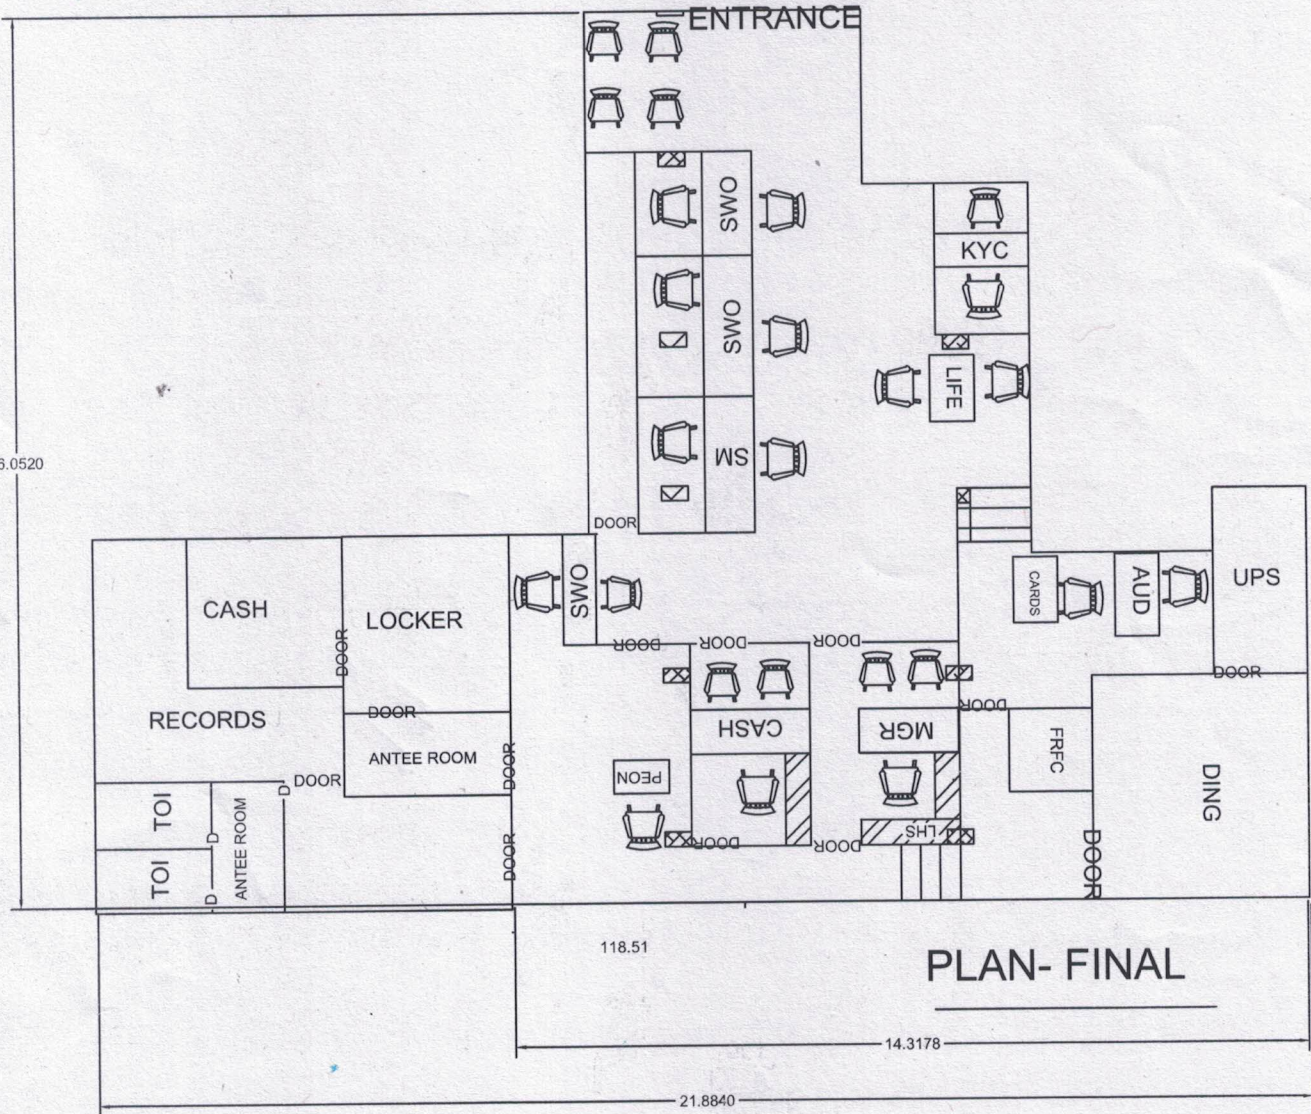 ENTRANCE
SWO
KYC
SWO
LIFE
SM
6.0520
DOOR
SWO
CARDS
AUD
UPS
CASH
LOCKER
DOOR
DOOR
DOOR
DOOR
DOOR
DOOR
RECORDS
DOOR
CASH
MGR
DOOR
FRFC
ANTEE ROOM
DOOR
PEON
DING
DOOR
D
TOI
ANTEE ROOM
D
LHS
DOOR
DOOR
DOOR
DOOR
TOI
D
118.51
PLAN- FINAL
14.3178
21.8840